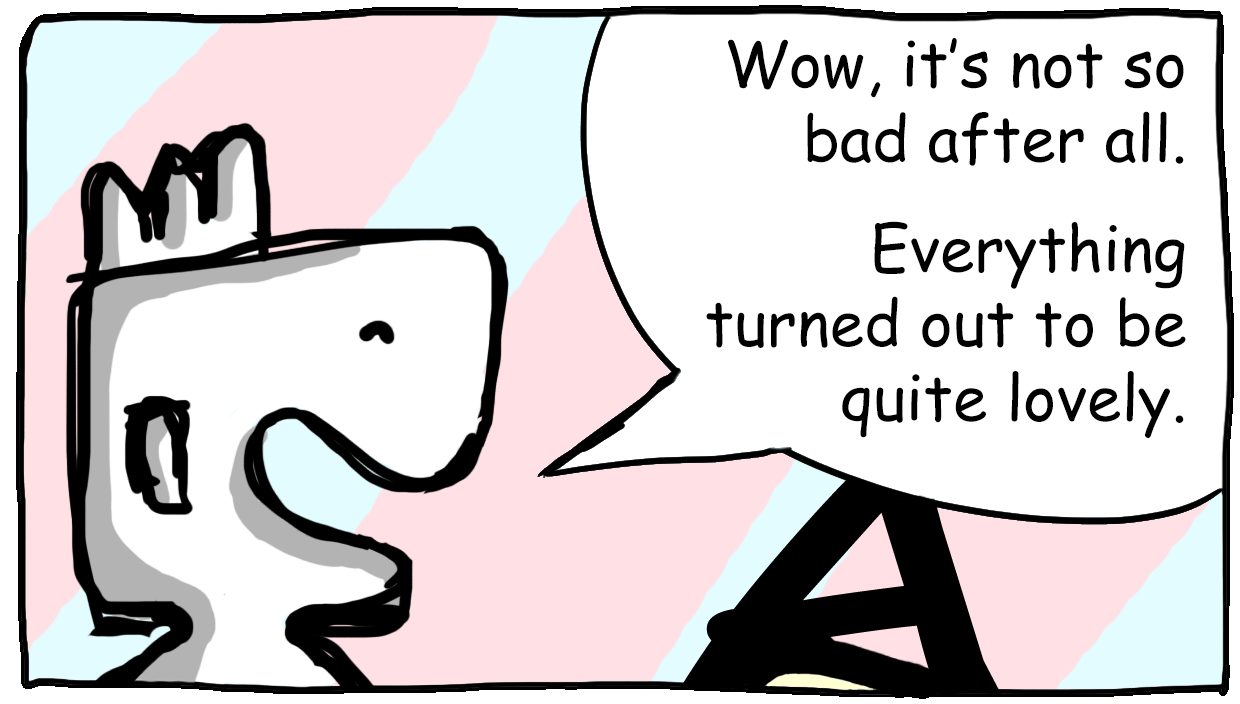 Wow, it's not so
bad after all.
Everything
turned out to be
quite lovely.